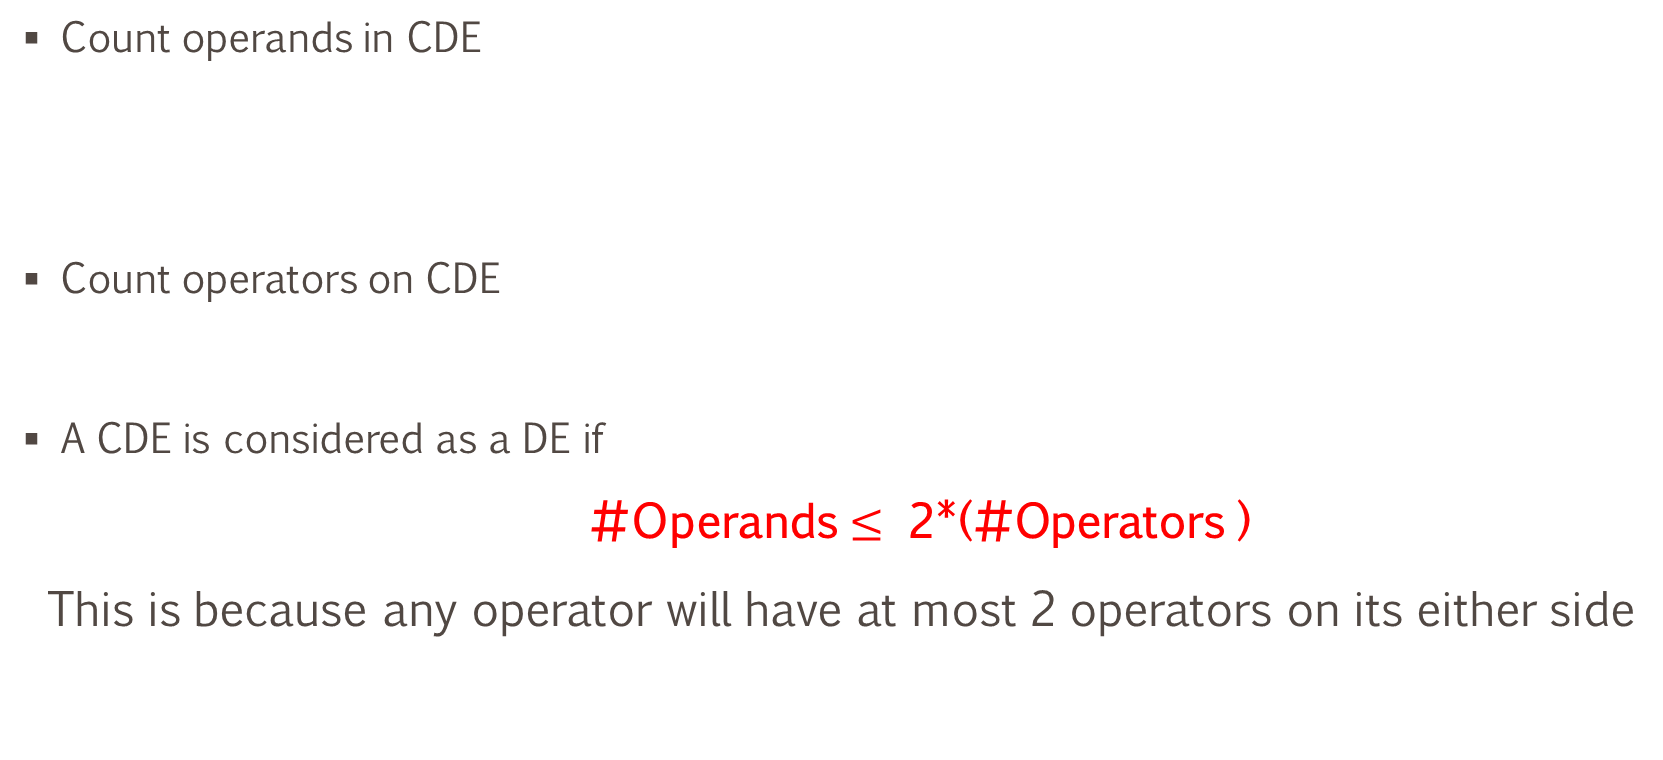 ▪ Count operands in CDE
▪ Count operators on CDE
▪ A CDE is considered as a DE if
#Operands ≤ 2*(#Operators )
This is because any operator will have at most 2 operators on its either side